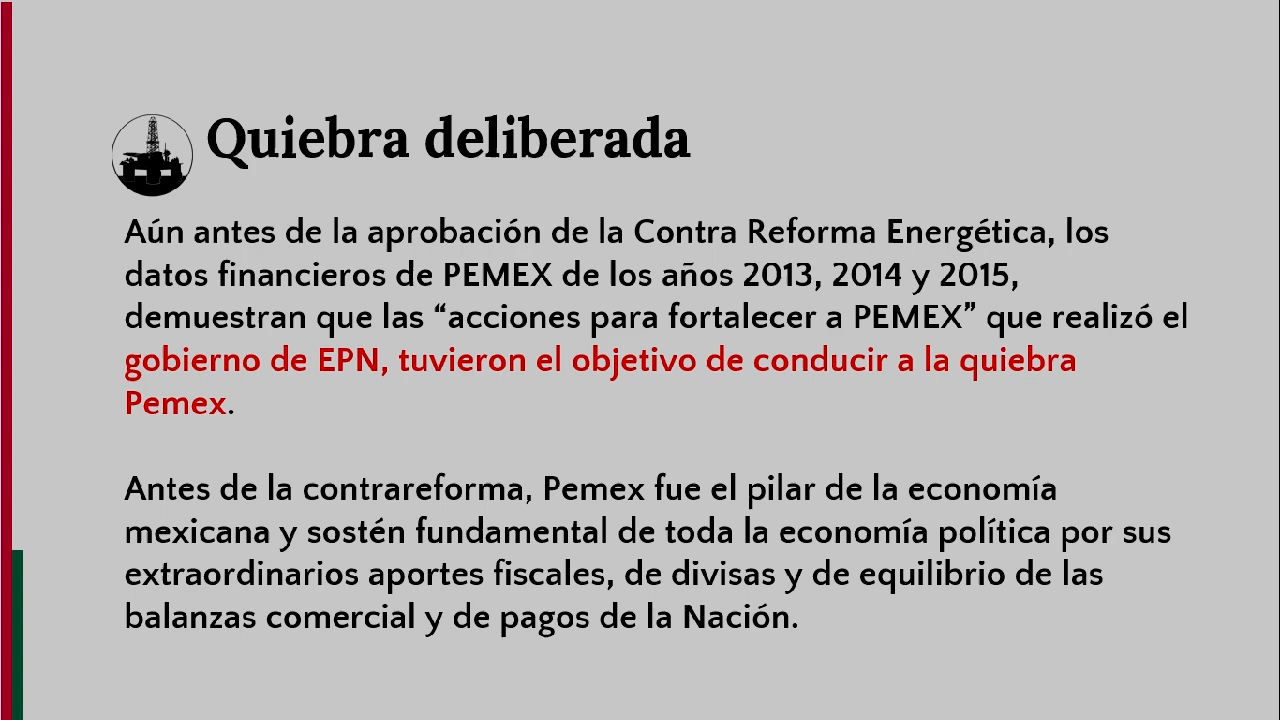 Quiebra deliberada
Aún antes de la aprobación de la Contra Reforma Energética, los
datos financieros de PEMEX de los años 2013, 2014 y 2015,
demuestran que las “acciones para fortalecer a PEMEX” que realizó el
gobierno de EPN, tuvieron el objetivo de conducir a la quiebra
Pemex.
Antes de la contrareforma, Pemex fue el pilar de la economía
mexicana y sostén fundamental de toda la economía política por sus
extraordinarios aportes fiscales, de divisas y de equilibrio de las
balanzas comercial y de pagos de la Nación.